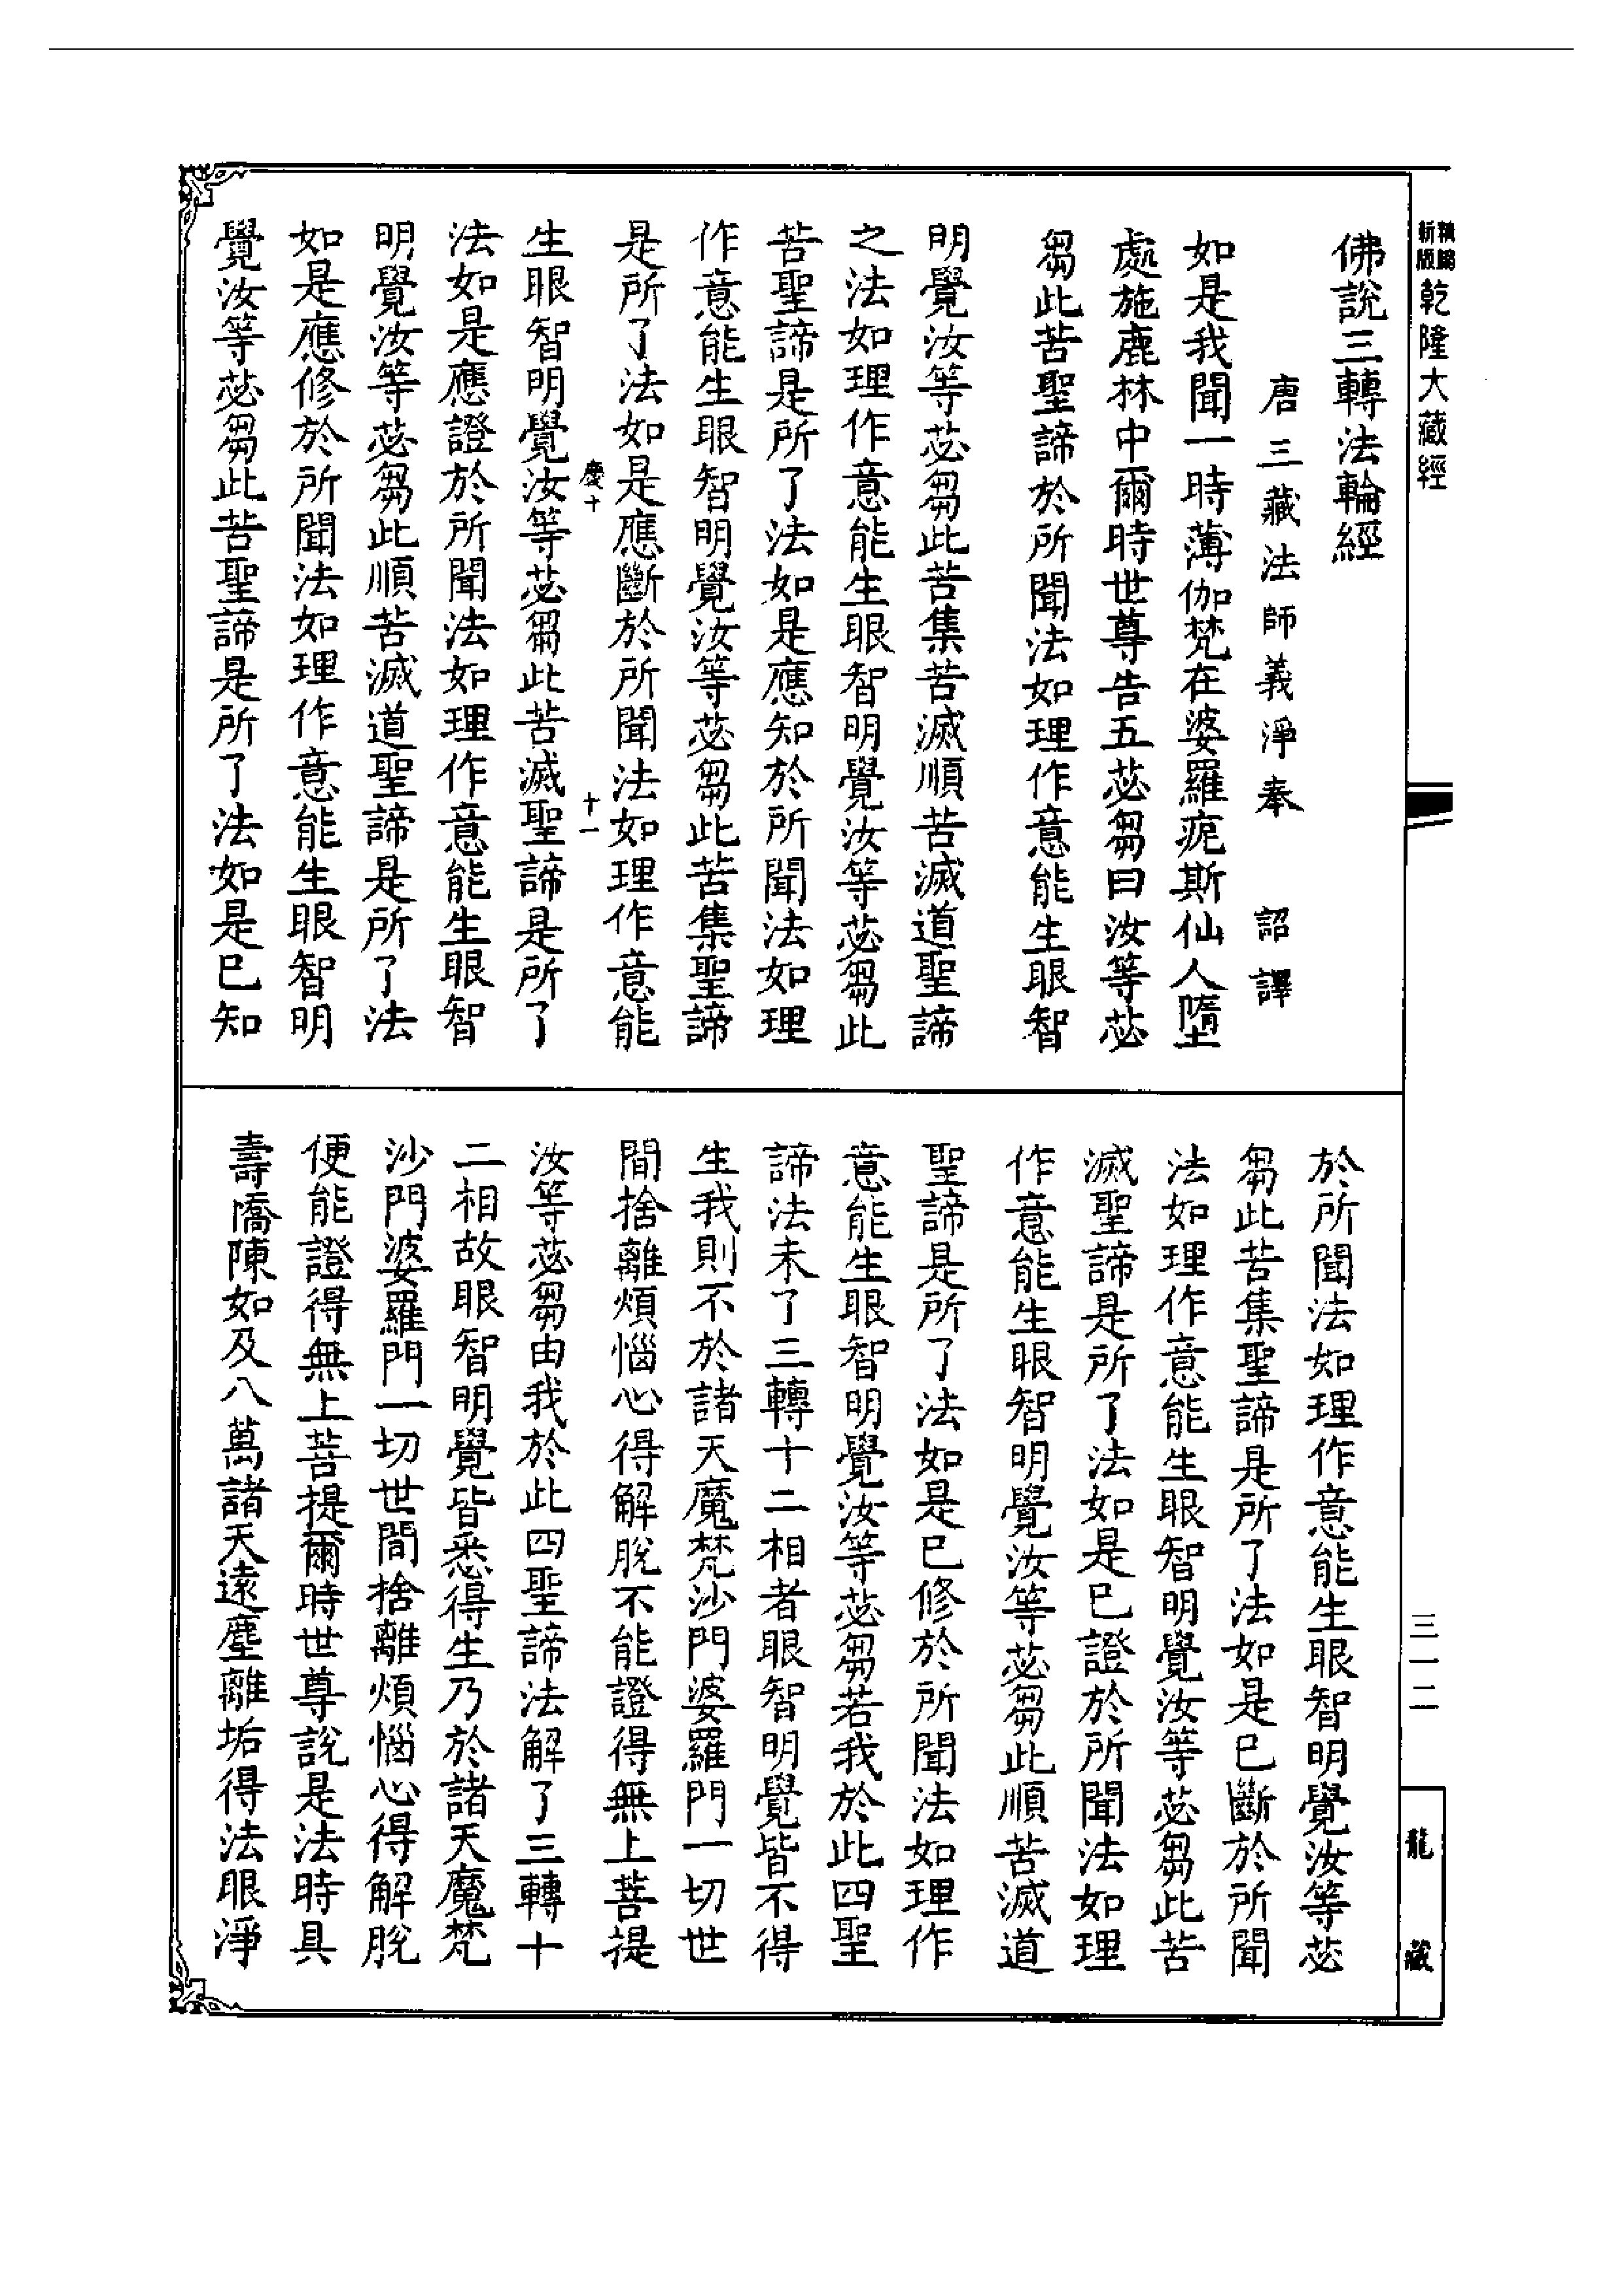 新版
精縮
乾隆大藏經
佛說三轉法輪經
唐三藏法師義淨奉　詔譯
如是我聞一時薄伽梵在婆羅痆斯仙人墮
處施鹿林中爾時世尊告五苾芻曰汝等苾
芻此苦聖諦於所聞法如理作意能生眼智
明覺汝等苾芻此苦集苦滅順苦滅道聖諦
之法如理作意能生眼智明覺汝等苾芻此
苦聖諦是所了法如是應知於所聞法如理
作意能生眼智明覺汝等苾芻此苦集聖諦
是所了法如是應斷於所聞法如理作意能
慶十
十一
生眼智明覺汝等苾芻此苦滅聖諦是所了
法如是應證於所聞法如理作意能生眼智
明覺汝等苾芻此順苦滅道聖諦是所了法
如是應修於所聞法如理作意能生眼智明
覺汝等苾芻此苦聖諦是所了法如是已知
於所聞法如理作意能生眼智明覺汝等苾
芻此苦集聖諦是所了法如是已斷於所聞
法如理作意能生眼智明覺汝等苾芻此苦
滅聖諦是所了法如是已證於所聞法如理
作意能生眼智明覺汝等苾芻此順苦滅道
聖諦是所了法如是已修於所聞法如理作
意能生眼智明覺汝等苾芻若我於此四聖
諦法未了三轉十二相者眼智明覺皆不得
生我則不於諸天魔梵沙門婆羅門一切世
間捨離煩惱心得解脫不能證得無上菩提
汝等苾芻由我於此四聖諦法解了三轉十
二相故眼智明覺皆悉得生乃於諸天魔梵
沙門婆羅門一切世間捨離煩惱心得解脫
便能證得無上菩提爾時世尊說是法時具
壽憍陳如及八萬諸天遠塵離垢得法眼淨
三一二
龍藏